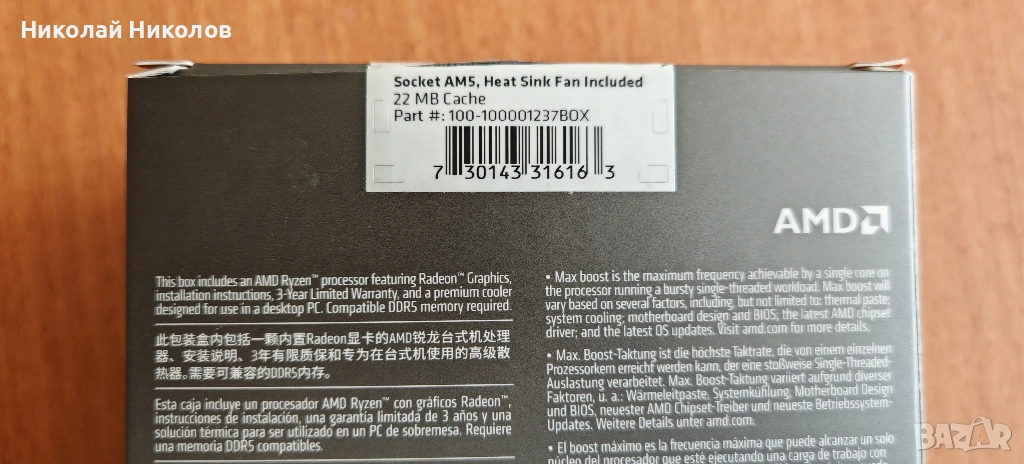 Николай Николов
Socket AM5, Heat Sink Fan Included
22 MB Cache
Part #: 100-100001237BOX
7 30143 31616 3
AMD
This box includes an AMD Ryzen™ processor featuring Radeon™ Graphics,
installation instructions, 3-Year Limited Warranty, and a premium cooler
designed for use in a desktop PC. Compatible DDR5 memory required
此包装盒内包括一颗内置Radeon显卡的AMD锐龙台式机处理
器、安装说明、3年有限质保和专为在台式机使用的高级散
热器。需要可兼容的DDR5内存。
Esta caja incluye un procesador AMD Ryzen™ con gráficos Radeon™,
instrucciones de instalación, una garantía limitada de 3 años y una
solución térmica para ser utilizado en un PC de sobremesa. Requiere
una memoria DDR5 compatibles.
• Max boost is the maximum frequency achievable by a single core on
the processor running a bursty single-threaded workload. Max boost will
vary based on several factors, including, but not limited to: thermal paste;
system cooling; motherboard design and BIOS; the latest AMD chipset
driver; and the latest OS updates. Visit amd.com for more details.
• Max. Boost-Taktung ist die höchste Taktrate, die von einem einzelnen
Prozessorkern erreicht werden kann, der eine stoßweise Single-Threaded-
Auslastung verarbeitet. Max. Boost-Taktung variiert aufgrund diverser
Faktoren, u. a.: Wärmeleitpaste, Systemkühlung, Motherboard Design
und BIOS, neuester AMD Chipset-Treiber und neueste Betriebssystem-
Updates. Weitere Details unter amd.com.
• El boost máximo es la frecuencia máxima que puede alcanzar un solo
núcleo del procesador que esté ejecutando una carga de trabajo con
BAZAR